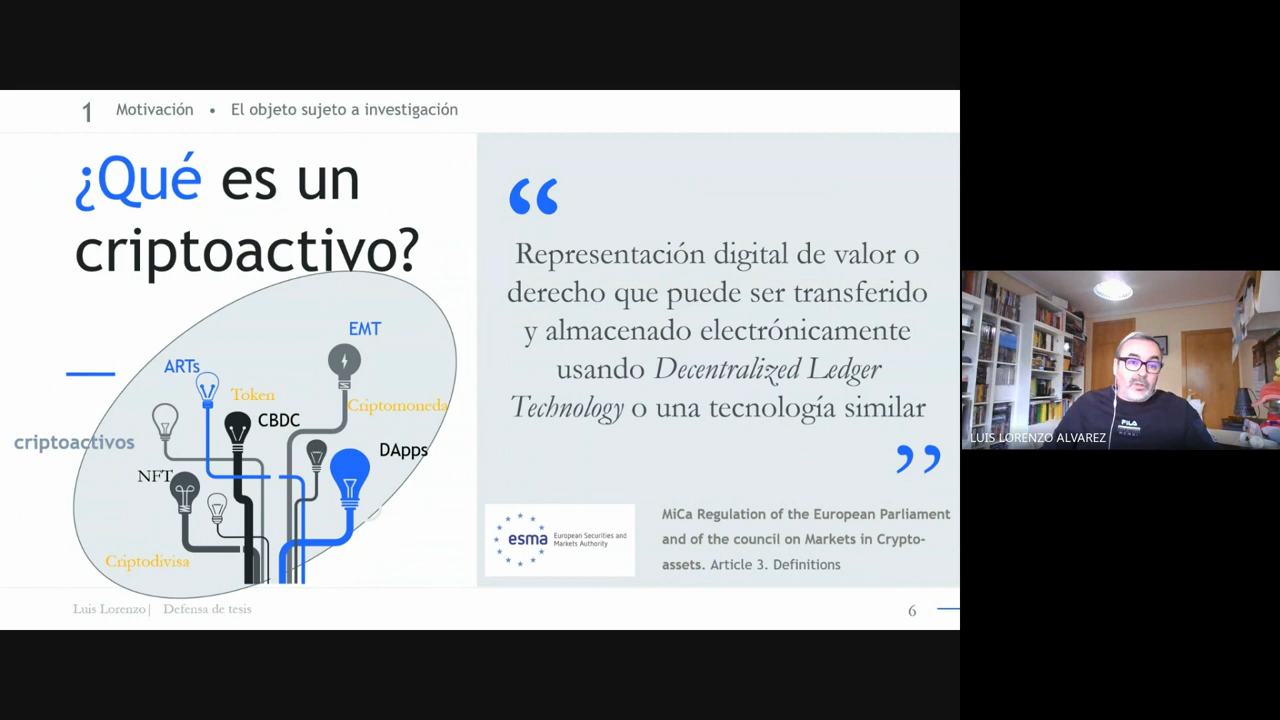 1 Motivación • El objeto sujeto a investigación
¿Qué es un
criptoactivo?
EMT
ARTs
Token
Criptomoneda
CBDC
criptoactivos
DApps
NFT
Criptodivisa
“
Representación digital de valor o
derecho que puede ser transferido
y almacenado electrónicamente
usando Decentralized Ledger
Technology o una tecnología similar
”
esma European Securities and
Markets Authority
MiCa Regulation of the European Parliament
and of the council on Markets in Crypto-
assets. Article 3. Definitions
Luis Lorenzo| Defensa de tesis
6
LUIS LORENZO ALVAREZ
FILA